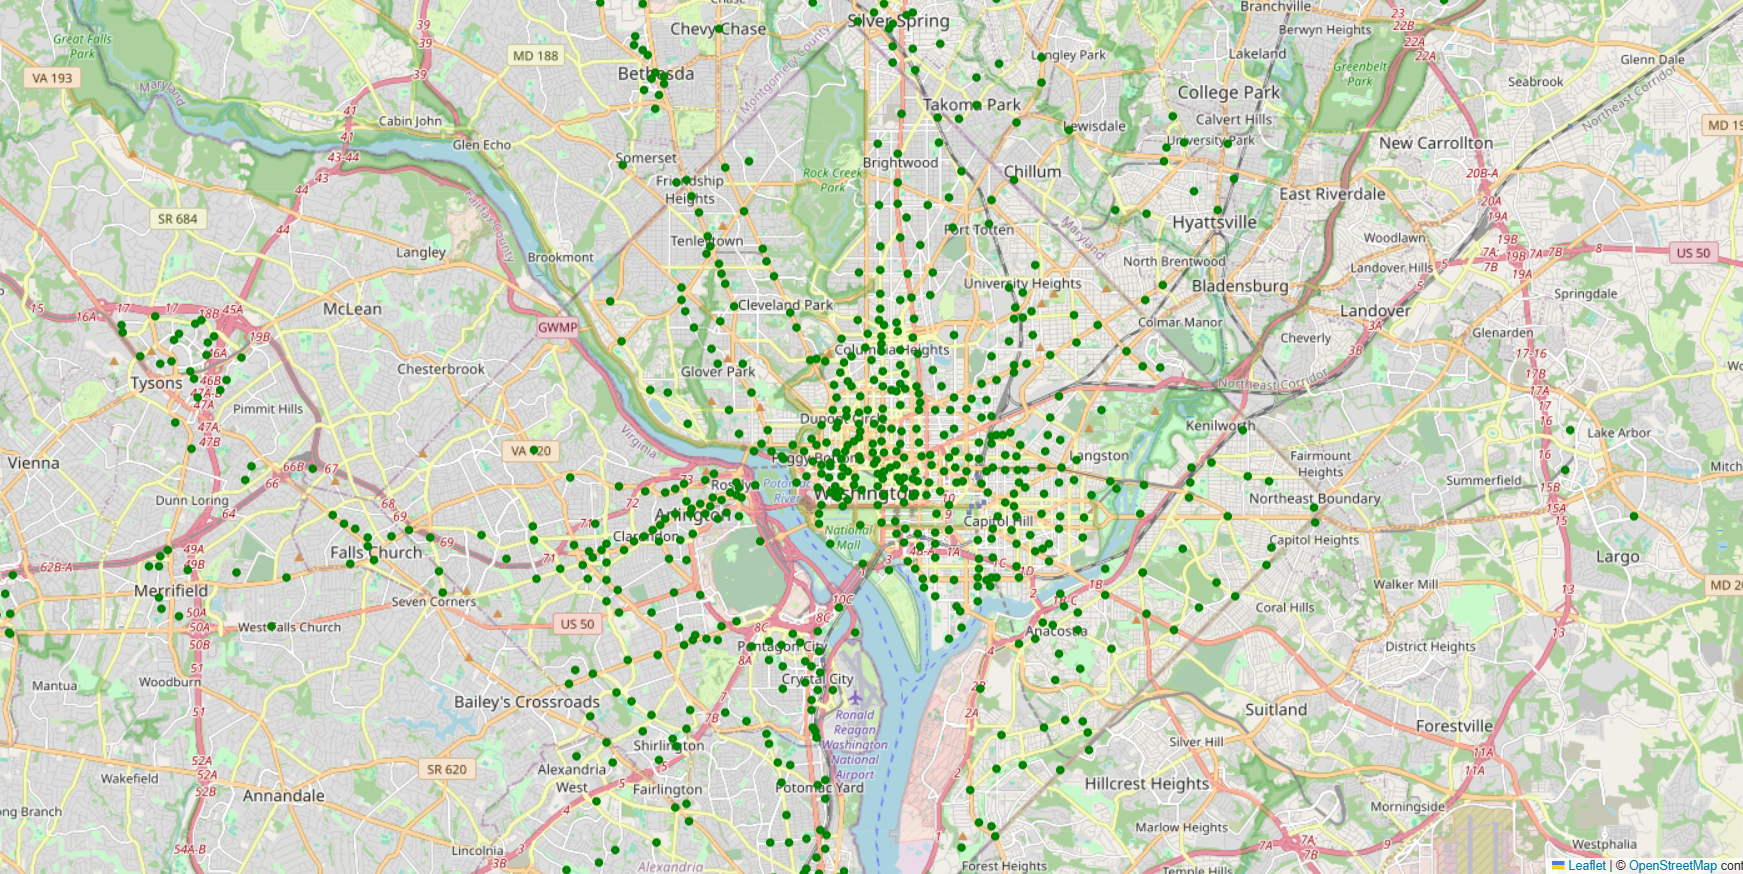 Great Falls
Park
VA 193
Maryland
MD 188
39
39
39
Chevy Chase
Bethesda
Montgomery County
Silver Spring
Langley Park
Branchville
Berwyn Heights
23
22B
22A
22A
Lakeland
Greenbelt
Park
Glenn Dale
Seabrook
Northeast Corridor
Cabin John
41
41
43-44
43
44
44
Glen Echo
Takoma Park
College Park
Calvert Hills
Lewisdale
University Park
New Carrollton
MD 19
Somerset
Friendship
Heights
Rock Creek
Park
Brightwood
Chillum
East Riverdale
20B-A
20A
19A
SR 684
Fairfax County
Langley
Brookmont
Tenleytown
Fort Totten
Maryland
Hyattsville
Woodlawn
19B
7A
7B
7A
7B
19A
8
US 50
Landover Hills
5
5
North Brentwood
University Heights
Bladensburg
Springdale
15
16A
17
17
18B
45A
19B
46A
46B
47A-B
47A
47B
47B
McLean
GWMP
Cleveland Park
Colmar Manor
Landover
3A
3B
Cheverly
Glenarden
Columbia Heights
Tysons
Chesterbrook
Glover Park
Northeast Corridor
17-16
17B
17A
17
16
16
Pimmit Hills
Dupont Circle
Kenilworth
Lake Arbor
Virginia
Vienna
66B
66
67
VA 120
Foggy Bottom
Langston
Fairmount
Heights
Mitch
Summerfield
Dunn Loring
64
68
69
69
72
73
71
71
Rosslyn
Potomac
River
Washington
10
9
Northeast Boundary
15A
15B
Arlington
Clarendon
National
Mall
Capitol Hill
Capitol Heights
Falls Church
49A
49B
62B-A
Merrifield
50A
50B
50A
Seven Corners
West Falls Church
US 50
3
4B-A
1A
1C
1D
2
1B
C
10C
8C
8C
8A
7B
7
Largo
Walker Mill
MD 20
Coral Hills
Anacostia
4
District Heights
51
51
Mantua
Woodburn
Pentagon City
Crystal City
Bailey's Crossroads
2B
2A
2
Suitland
Forestville
Ronald
Reagan
Washington
National
Airport
Silver Hill
11A
11A
52A
52A
52B
Wakefield
SR 620
Shirlington
Alexandria
West
5
4
Fairlington
Potomac Yard
Hillcrest Heights
Annandale
ong Branch
Morningside
Marlow Heights
7A
7B
7A
Lincolnia
54A-B
3
3B
Alexandria
1
Forest Heights
Temple Hills
Westphalia
Leaflet | © OpenStreetMap cont